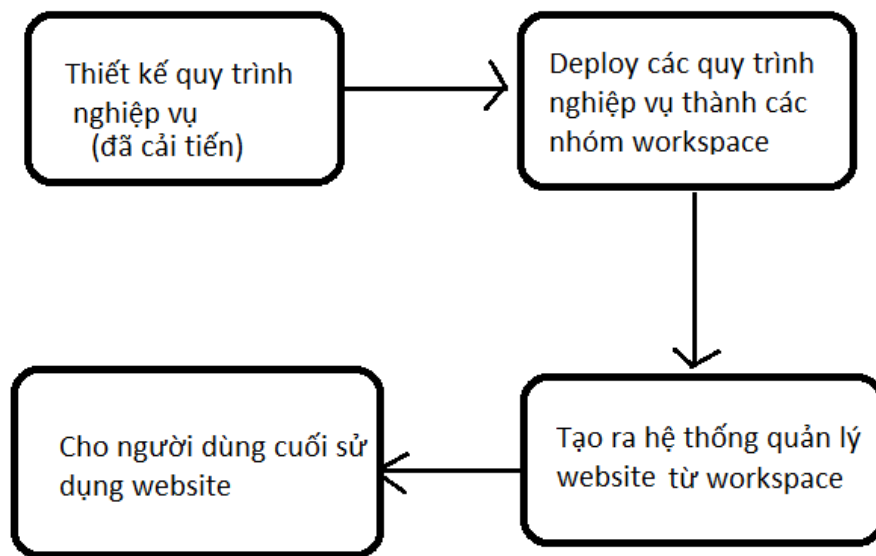 Thiết kế quy trình
nghiệp vụ
(đã cải tiến)
Deploy các quy trình
nghiệp vụ thành các
nhóm workspace
Tạo ra hệ thống quản lý
website từ workspace
Cho người dùng cuối sử
dụng website